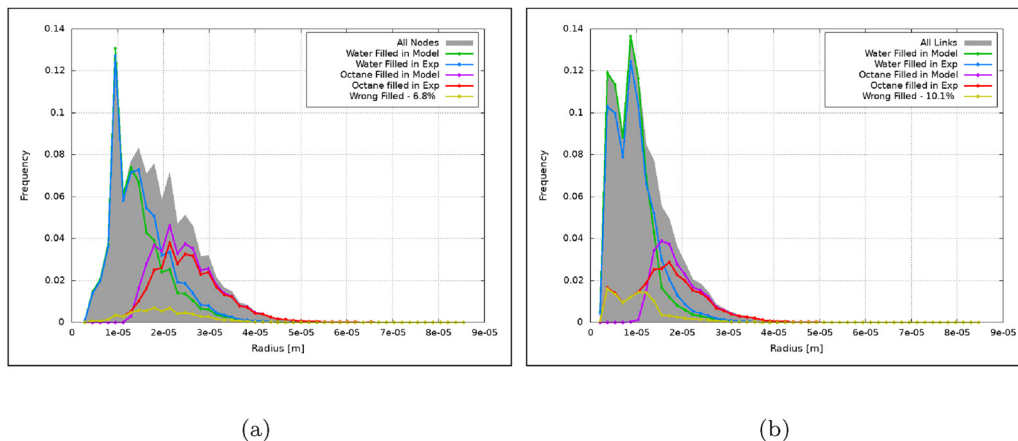 0.14
0.12
0.1
0.08
0.06
0.04
0.02
0
Frequency
All Nodes
Water Filled in Model
Water Filled in Exp
Octane Filled in Model
Octane filled in Exp
Wrong Filled - 6.8%
0 1e-05 2e-05 3e-05 4e-05 5e-05 6e-05 7e-05 8e-05 9e-05
Radius [m]
(a)
0.14
0.12
0.1
0.08
0.06
0.04
0.02
0
Frequency
All Links
Water Filled in Model
Water Filled in Exp
Octane Filled in Model
Octane filled in Exp
Wrong Filled - 10.1%
0 1e-05 2e-05 3e-05 4e-05 5e-05 6e-05 7e-05 8e-05 9e-05
Radius [m]
(b)